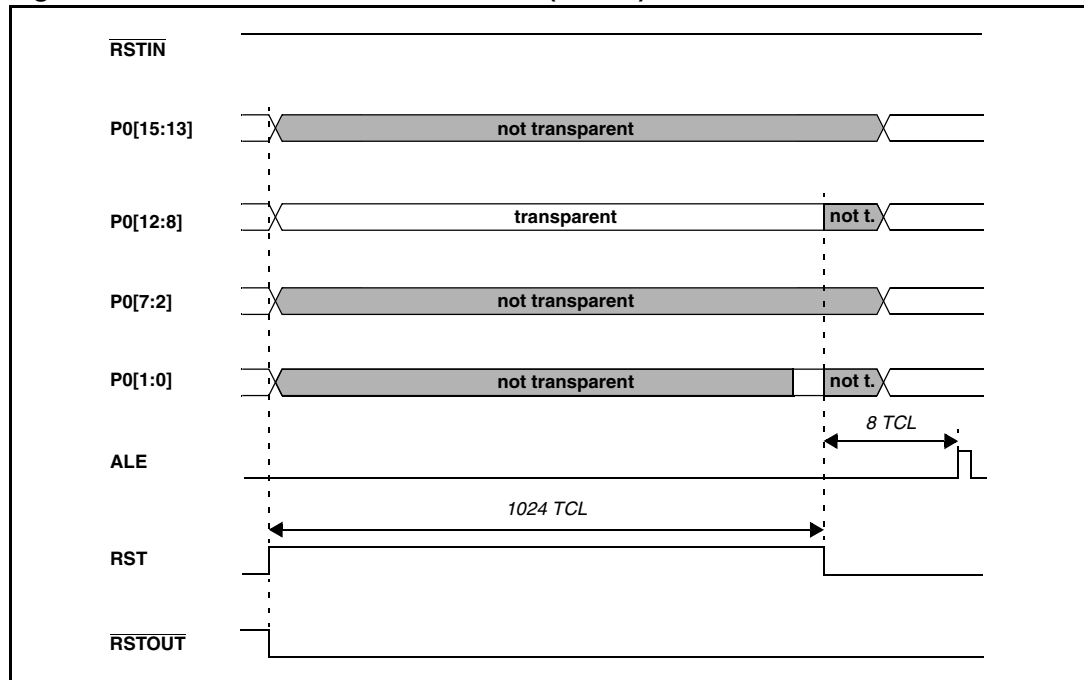 RSTIN
P0[15:13]
not transparent
P0[12:8]
transparent
not t.
P0[7:2]
not transparent
P0[1:0]
not transparent
not t.
8 TCL
ALE
1024 TCL
RST
RSTOUT